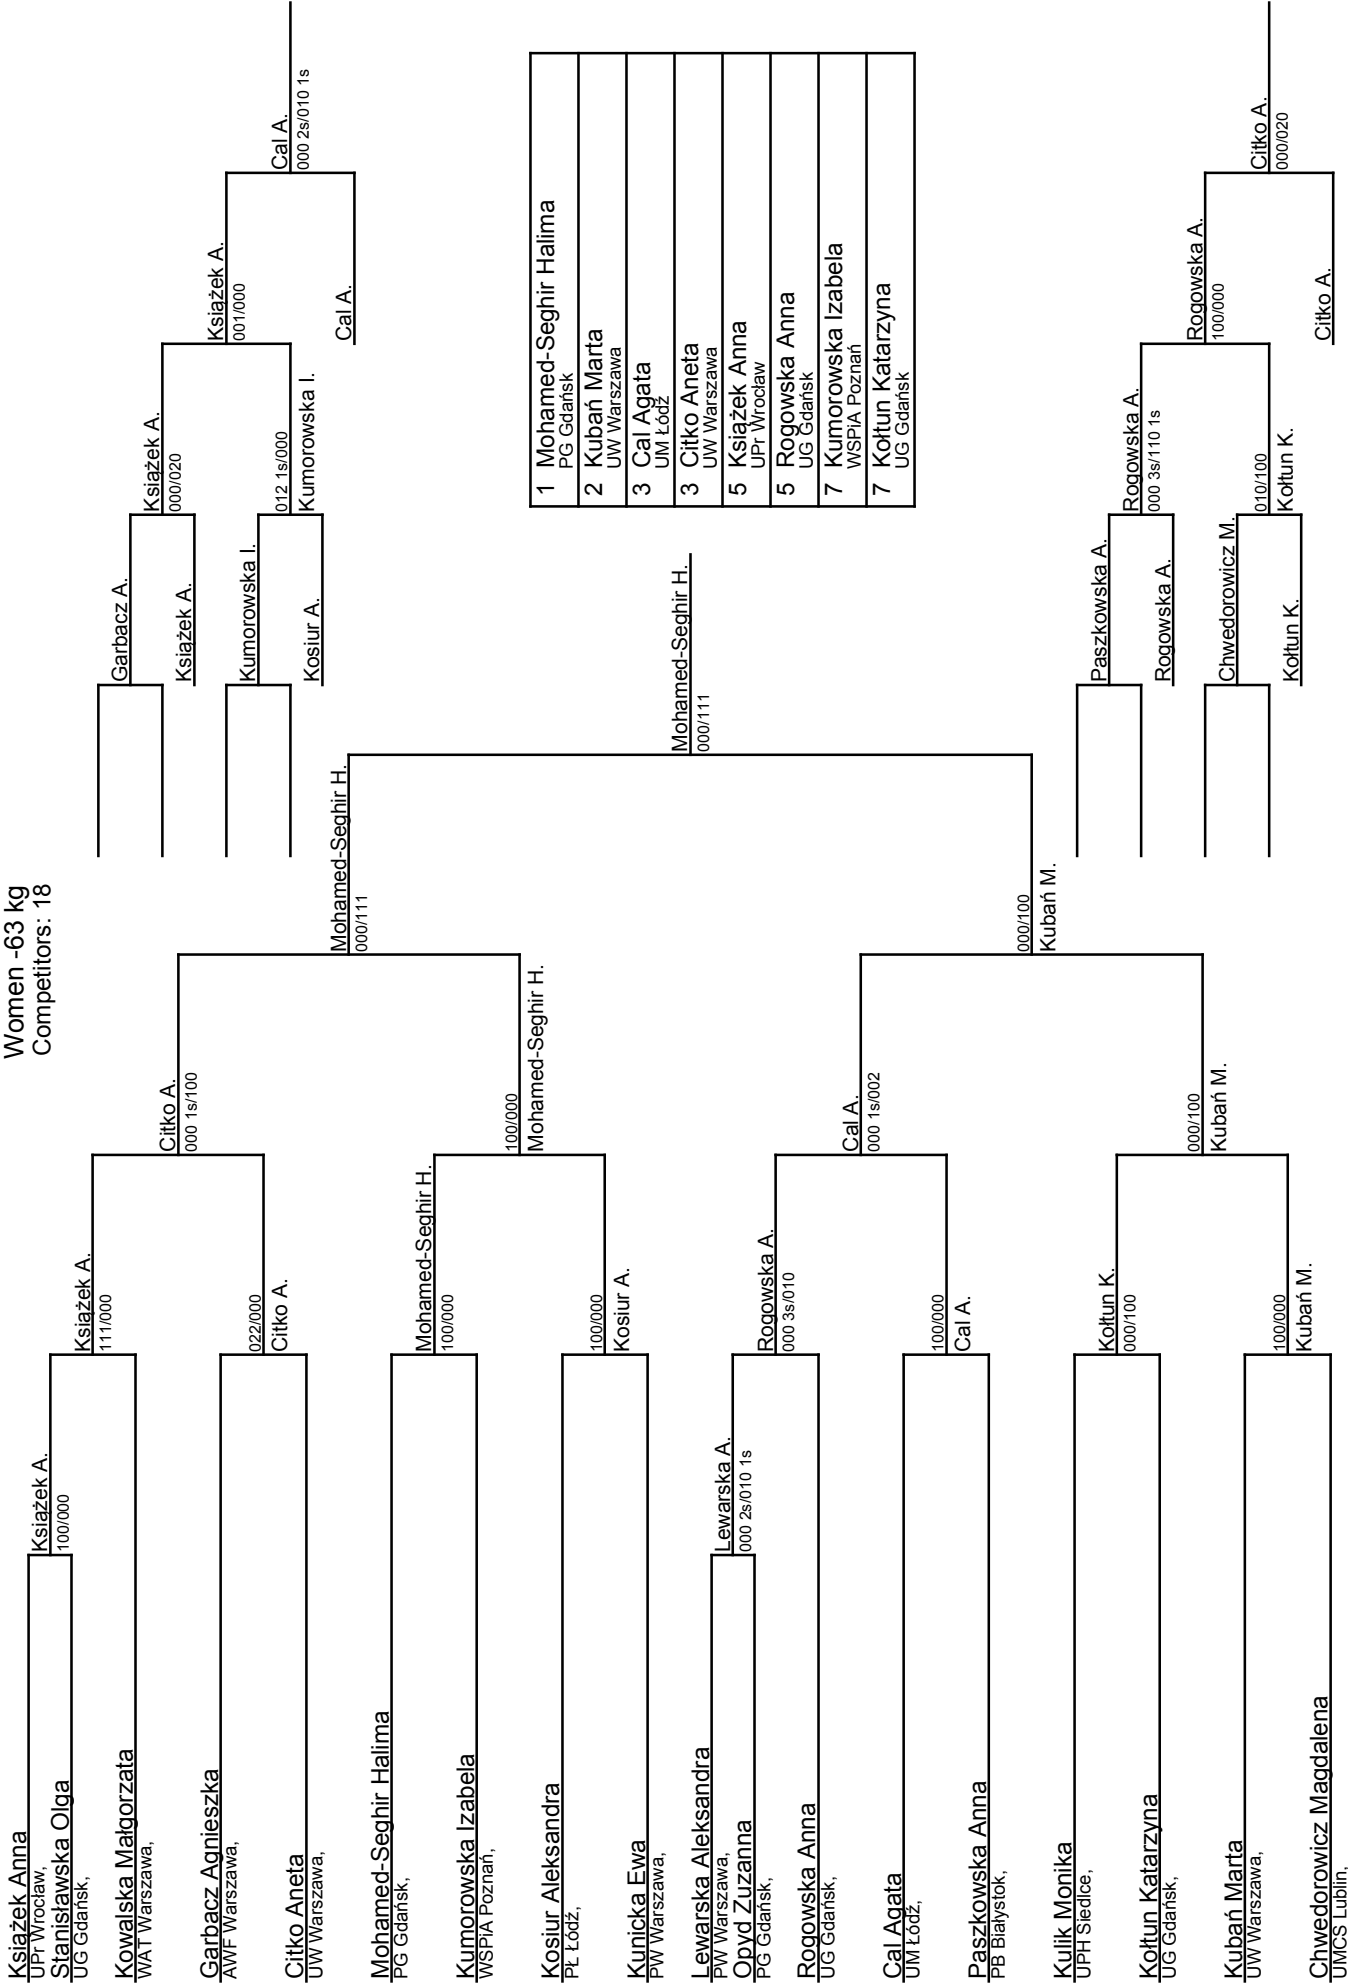 Women -63 kg
Competitors: 18
Książek Anna
UPr Wrocław,
Stanisławska Olga
UG Gdańsk,
Kowalska Małgorzata
WAT Warszawa,
Garbacz Agnieszka
AWF Warszawa,
Citko Aneta
UW Warszawa,
Mohamed-Seghir Halima
PG Gdańsk,
Kumorowska Izabela
WSPiA Poznań,
Kosiur Aleksandra
PŁ Łódź,
Kunicka Ewa
PW Warszawa,
Lewarska Aleksandra
PW Warszawa,
Opyd Zuzanna
PG Gdańsk,
Rogowska Anna
UG Gdańsk,
Cal Agata
UM Łódź,
Paszkowska Anna
PB Białystok,
Kulik Monika
UPH Siedlce,
Kołtun Katarzyna
UG Gdańsk,
Kubań Marta
UW Warszawa,
Chwedorowicz Magdalena
UMCS Lublin,
Książek A.
100/000
Lewarska A.
000 2s/010 1s
Książek A.
111/000
022/000
Citko A.
Mohamed-Seghir H.
100/000
100/000
Kosiur A.
Rogowska A.
000 3s/010
100/000
Cal A.
Kołtun K.
000/100
100/000
Kubań M.
Citko A.
000 1s/100
100/000
Mohamed-Seghir H.
Cal A.
000 1s/002
000/100
Kubań M.
Mohamed-Seghir H.
000/111
000/100
Kubań M.
Mohamed-Seghir H.
000/111
Garbacz A.
Książek A.
Kumorowska I.
Kosiur A.
Książek A.
000/020
012 1s/000
Kumorowska I.
Książek A.
001/000
Cal A.
Cal A.
000 2s/010 1s
1 Mohamed-Seghir Halima
PG Gdańsk
2 Kubań Marta
UW Warszawa
3 Cal Agata
UM Łódź
3 Citko Aneta
UW Warszawa
5 Książek Anna
UPr Wrocław
5 Rogowska Anna
UG Gdańsk
7 Kumorowska Izabela
WSPiA Poznań
7 Kołtun Katarzyna
UG Gdańsk
Paszkowska A.
Rogowska A.
Chwedorowicz M.
Kołtun K.
Rogowska A.
000 3s/110 1s
010/100
Kołtun K.
Rogowska A.
100/000
Citko A.
Citko A.
000/020